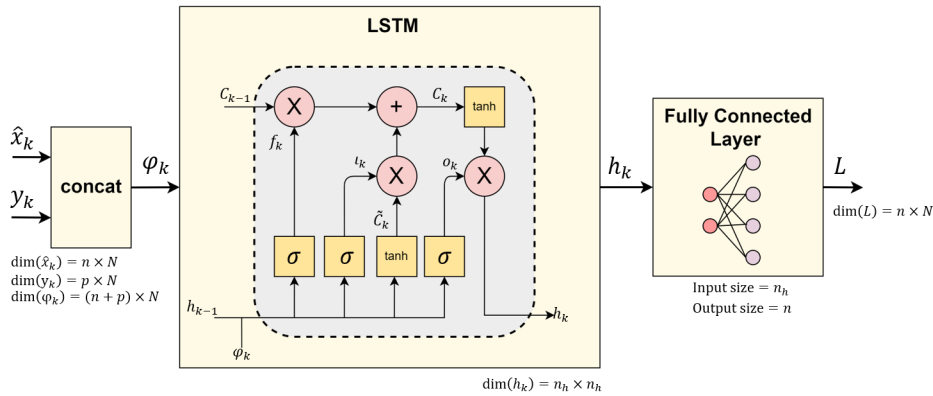 LSTM
C_{k−1}
X
+
C_k
tanh
f_k
ι_k
o_k
X
X
C̃_k
σ
σ
tanh
σ
h_{k−1}
φ_k
h_k
x̂_k
y_k
concat
φ_k
dim(x̂_k) = n × N
dim(y_k) = p × N
dim(φ_k) = (n + p) × N
dim(h_k) = n_h × n_h
h_k
Fully Connected
Layer
Input size = n_h
Output size = n
L
dim(L) = n × N